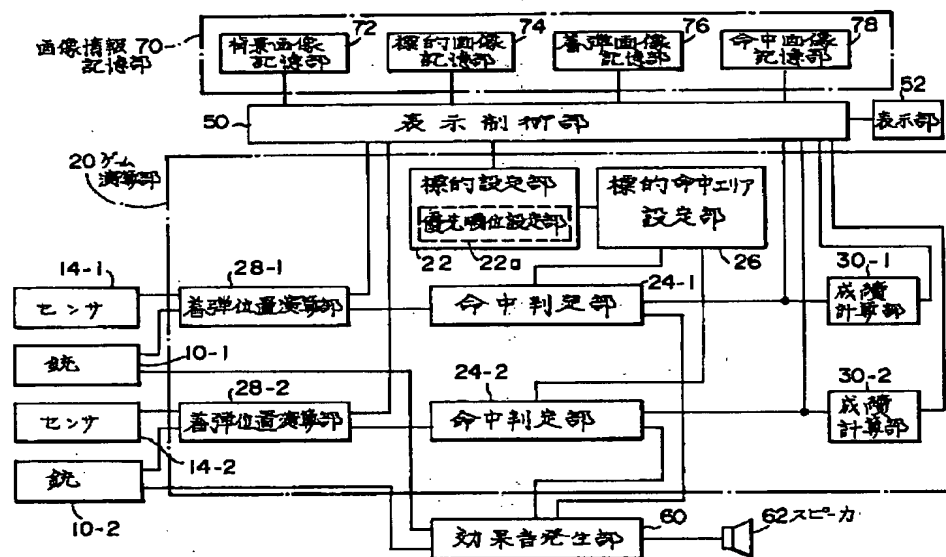 画像情報 70
記憶部
72
背景画像
記憶部
74
標的画像
記憶部
76
着弾画像
記憶部
78
命中画像
記憶部
50
表示制御部
52
表示部
20 ゲーム
演算部
標的設定部
優先順位設定部
22
22a
標的命中エリア
設定部
26
14-1
センサ
28-1
着弾位置演算部
24-1
命中判定部
30-1
成績
計算部
銃
10-1
センサ
14-2
28-2
着弾位置演算部
24-2
命中判定部
30-2
成績
計算部
銃
10-2
効果音発生部
60
62 スピーカ